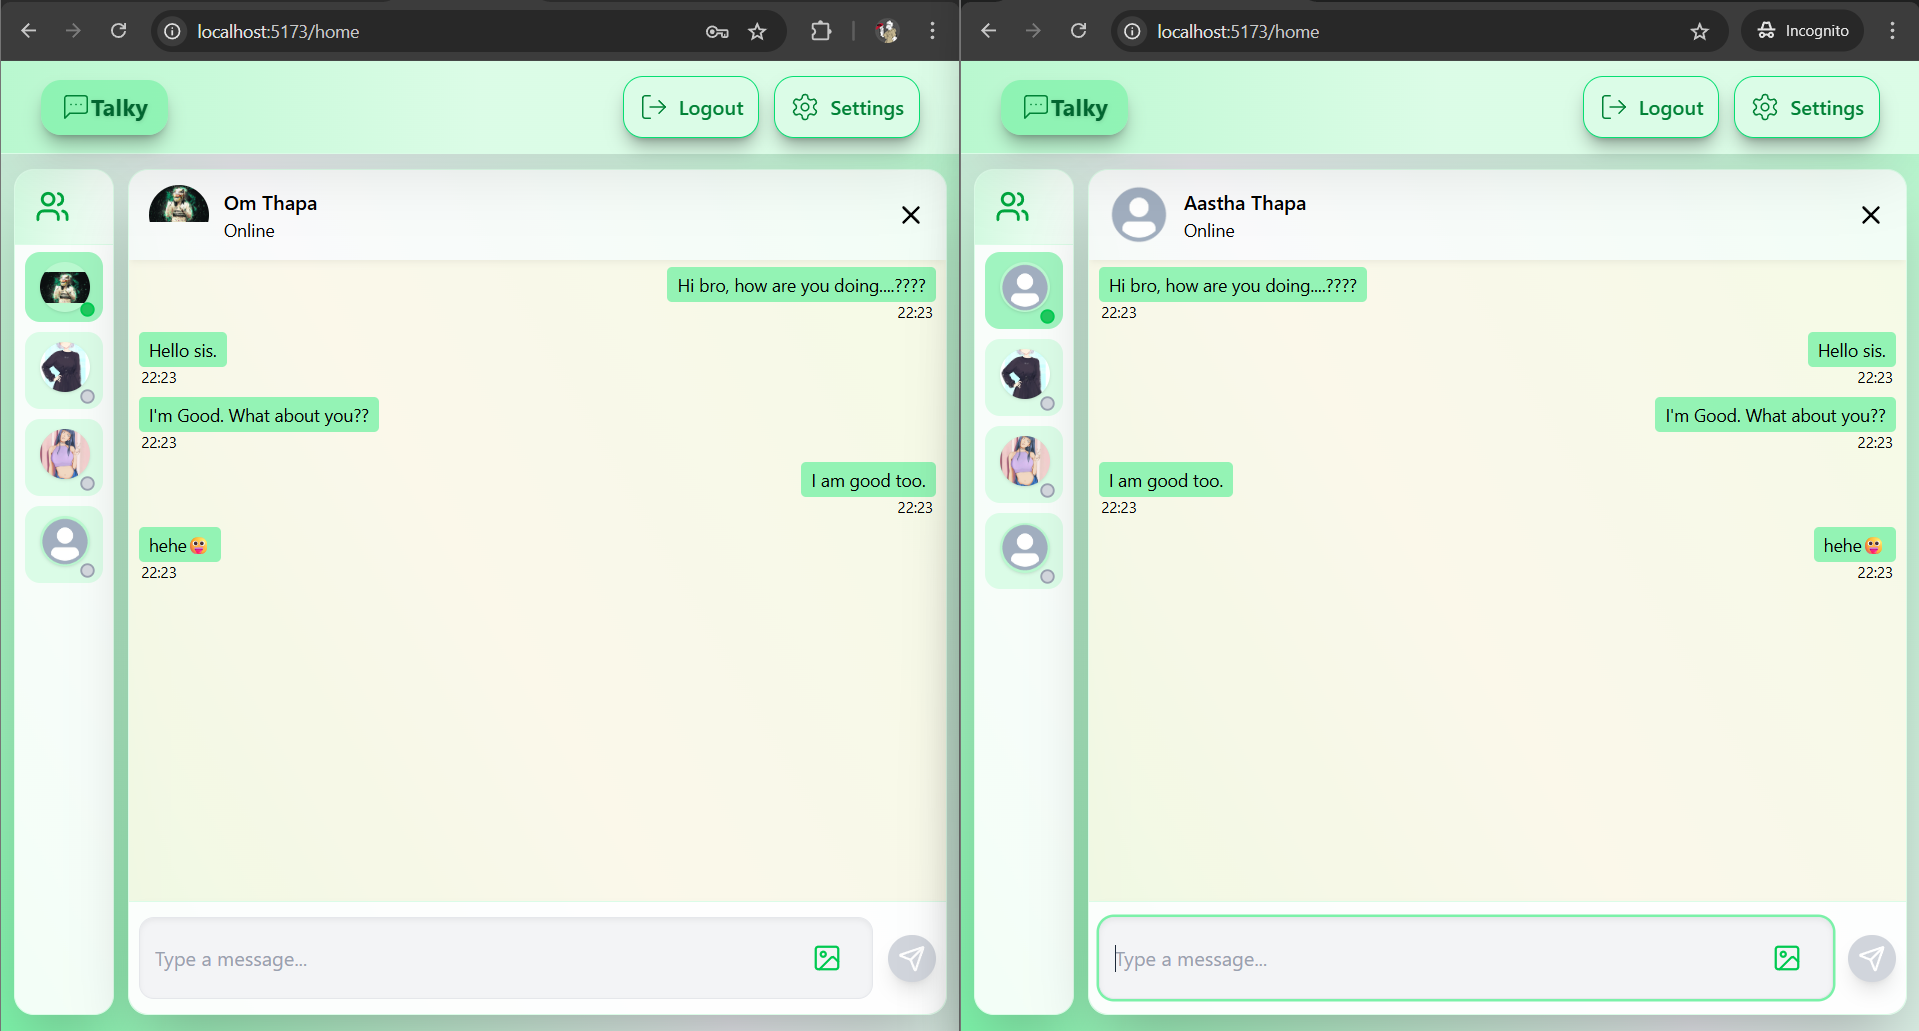 localhost:5173/home
Talky
Logout
Settings
Om Thapa
Online
Hi bro, how are you doing....????
22:23
Hello sis.
22:23
I'm Good. What about you??
22:23
I am good too.
22:23
hehe😛
22:23
Type a message...
localhost:5173/home
Incognito
Talky
Logout
Settings
Aastha Thapa
Online
Hi bro, how are you doing....????
22:23
Hello sis.
22:23
I'm Good. What about you??
22:23
I am good too.
22:23
hehe😛
22:23
Type a message...